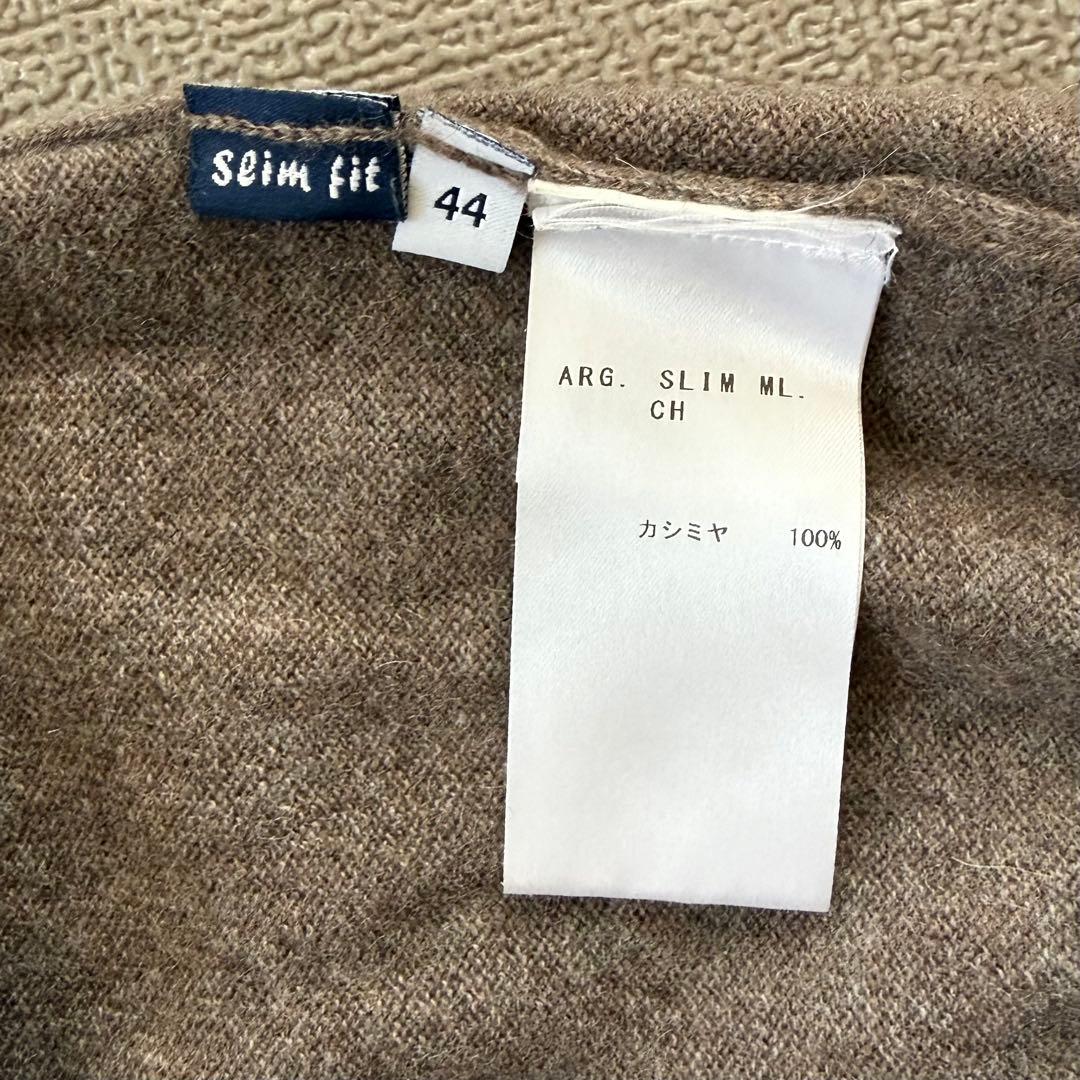 Slim fit
44
ARG. SLIM ML.
CH
カシミヤ 100%